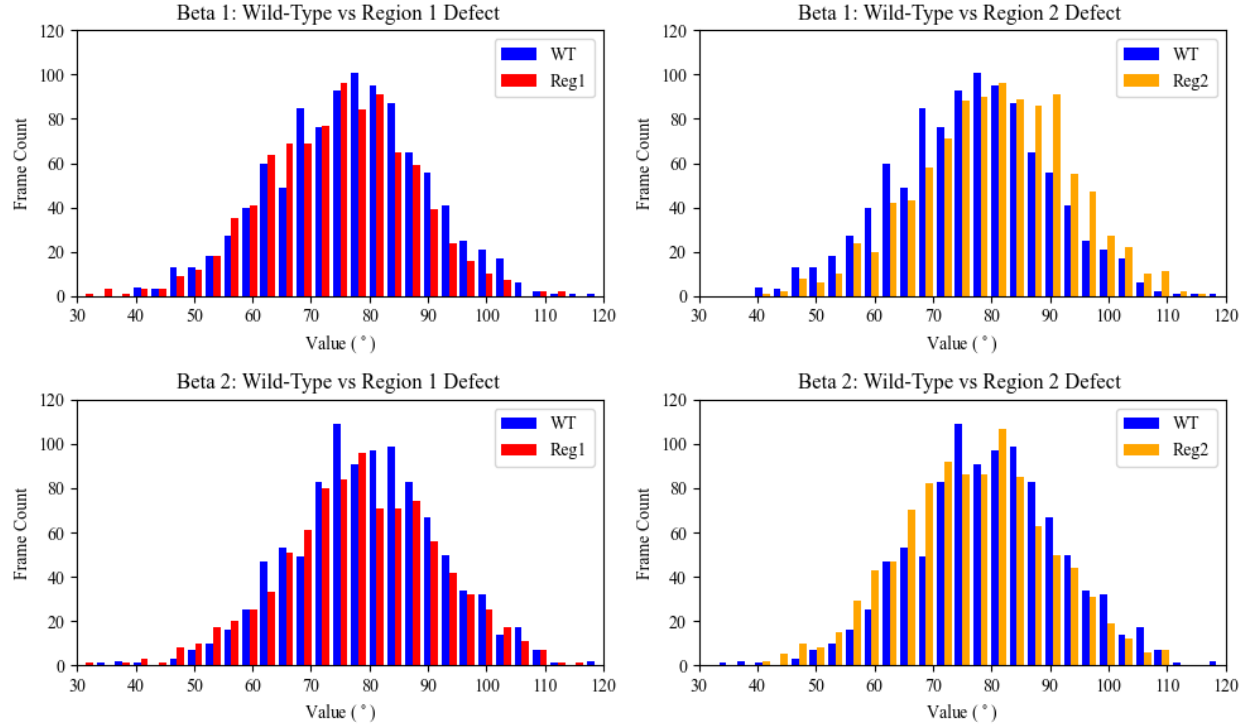 Beta 1: Wild-Type vs Region 1 Defect
120
100
80
60
40
20
0
Frame Count
WT
Reg1
30 40 50 60 70 80 90 100 110 120
Value (°)
Beta 1: Wild-Type vs Region 2 Defect
120
100
80
60
40
20
0
Frame Count
WT
Reg2
30 40 50 60 70 80 90 100 110 120
Value (°)
Beta 2: Wild-Type vs Region 1 Defect
120
100
80
60
40
20
0
Frame Count
WT
Reg1
30 40 50 60 70 80 90 100 110 120
Value (°)
Beta 2: Wild-Type vs Region 2 Defect
120
100
80
60
40
20
0
Frame Count
WT
Reg2
30 40 50 60 70 80 90 100 110 120
Value (°)